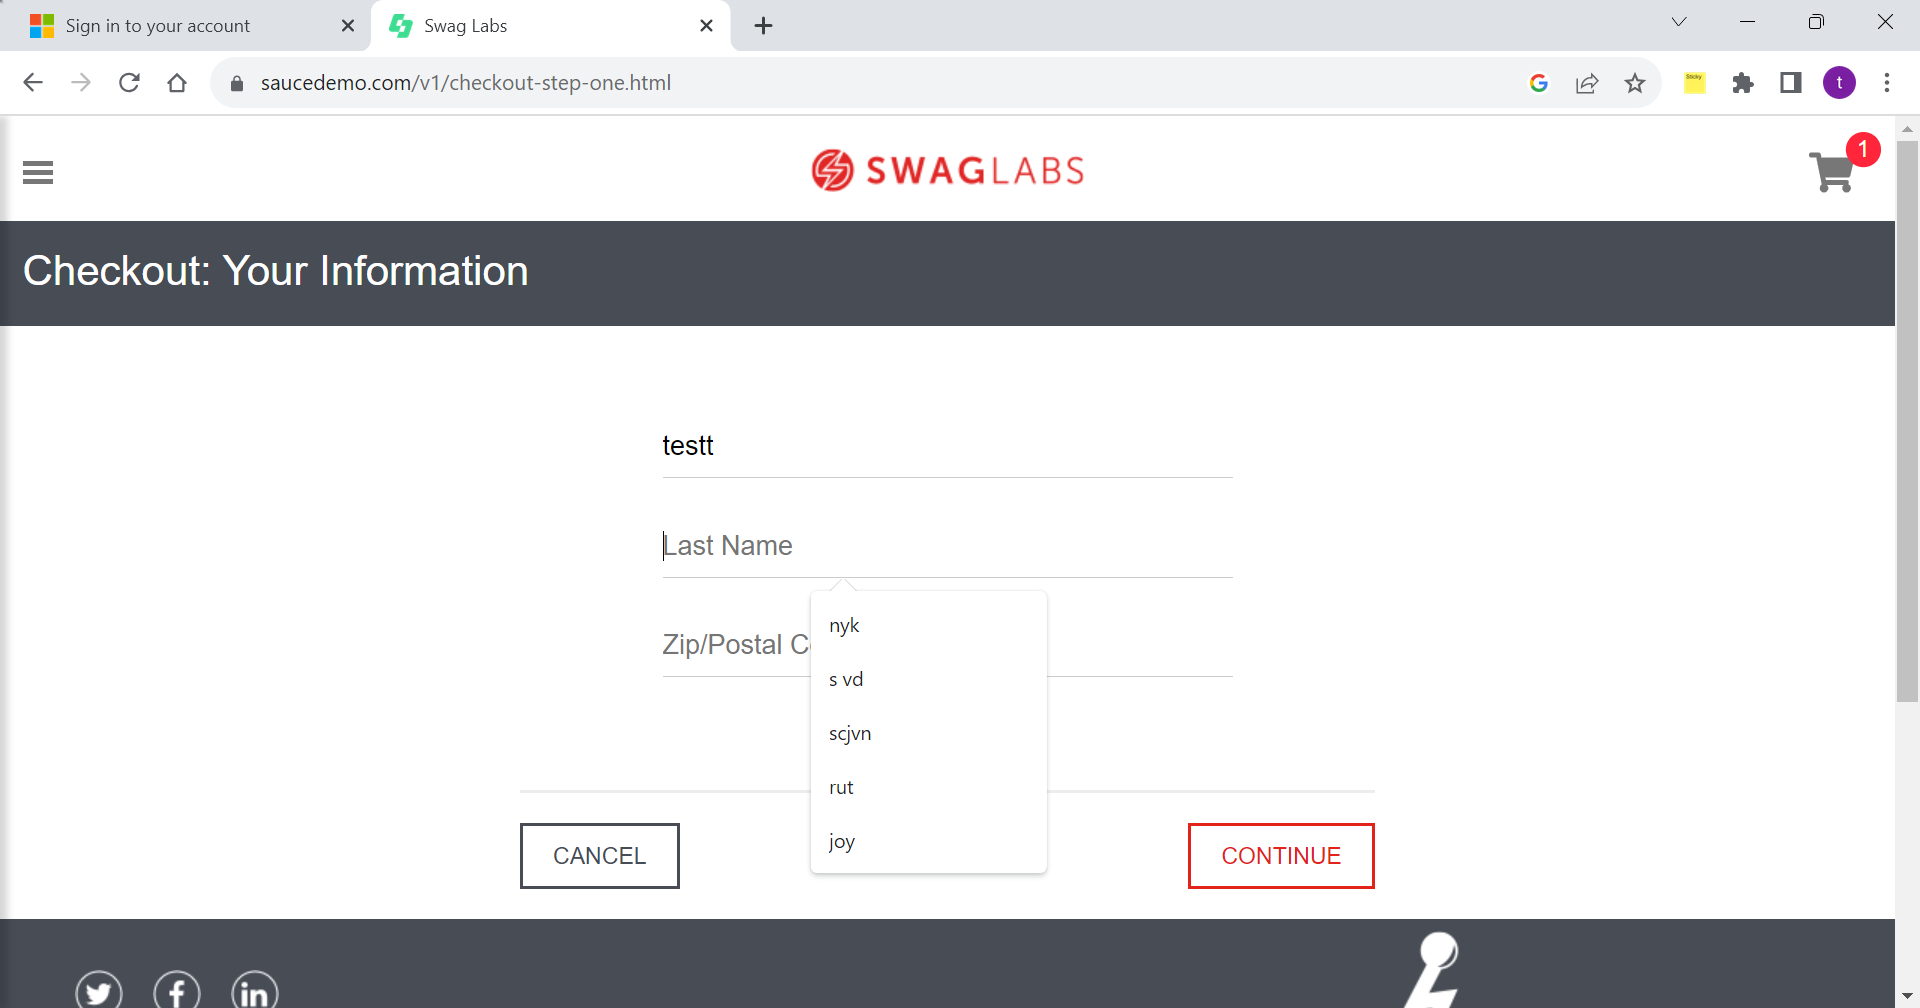 Sign in to your account
Swag Labs
saucedemo.com/v1/checkout-step-one.html
Sticky
t
SWAGLABS
1
Checkout: Your Information
testt
Last Name
Zip/Postal C
nyk
s vd
scjvn
rut
joy
CANCEL
CONTINUE